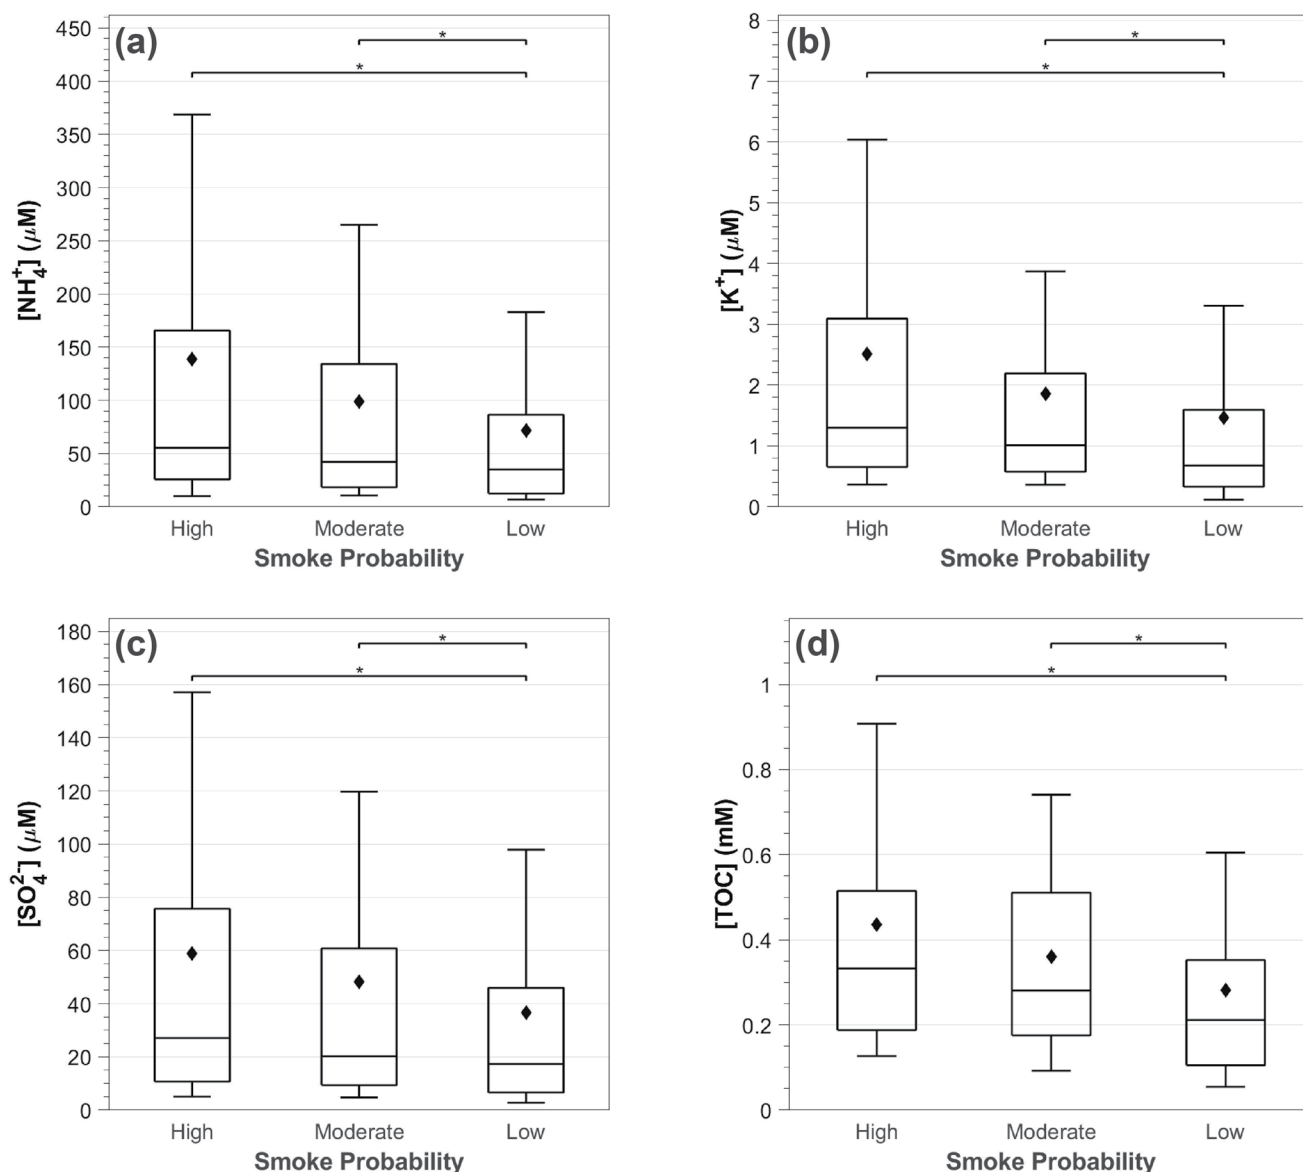 (a)
[NH₄⁺] (μM)
450
400
350
300
250
200
150
100
50
0
*
*
High Moderate Low
Smoke Probability
(b)
[K⁺] (μM)
8
7
6
5
4
3
2
1
0
*
*
High Moderate Low
Smoke Probability
(c)
[SO₄²⁻] (μM)
180
160
140
120
100
80
60
40
20
0
*
*
High Moderate Low
Smoke Probability
(d)
[TOC] (mM)
1
0.8
0.6
0.4
0.2
0
*
*
High Moderate Low
Smoke Probability